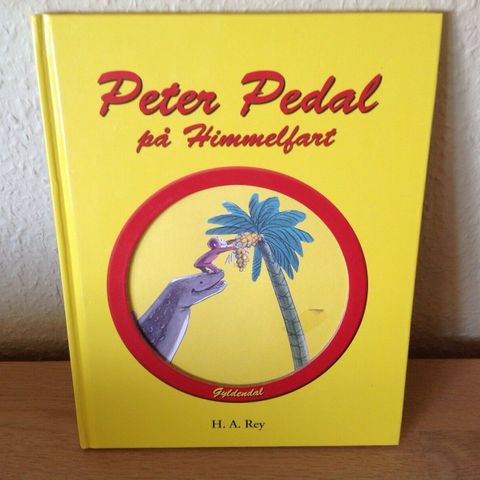 Peter Pedal
på Himmelfart
Gyldendal
H. A. Rey